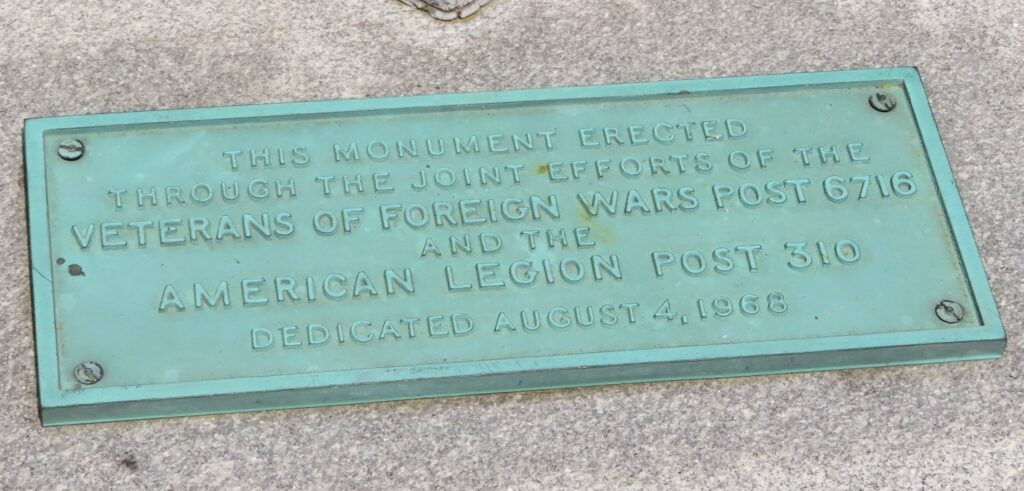 THIS MONUMENT ERECTED
THROUGH THE JOINT EFFORTS OF THE
VETERANS OF FOREIGN WARS POST 6716
AND THE
AMERICAN LEGION POST 310
DEDICATED AUGUST 4, 1968